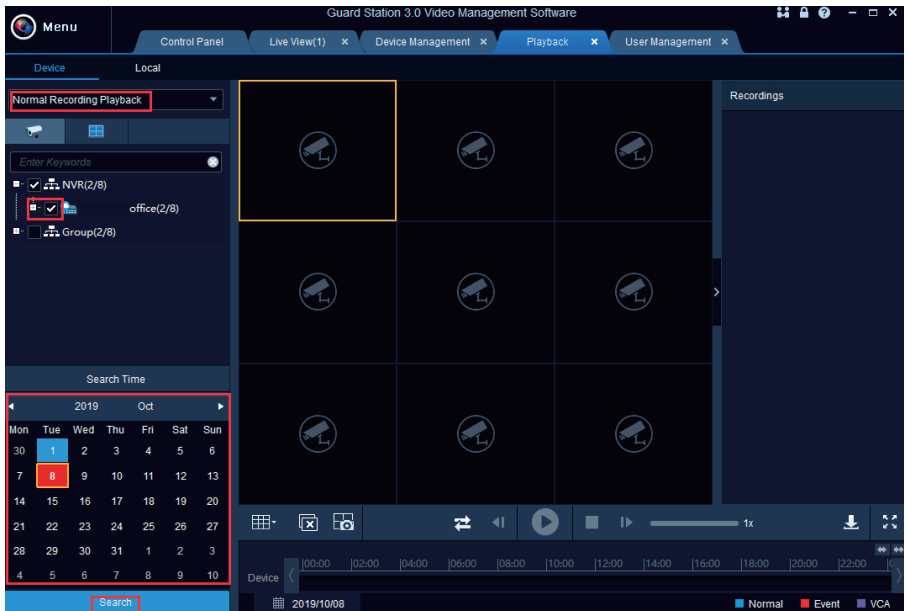 Guard Station 3.0 Video Management Software
Menu
Control Panel Live View(1) × Device Management × Playback × User Management ×
Device Local
Normal Recording Playback
Recordings
Enter Keywords
NVR(2/8)
office(2/8)
Group(2/8)
Search Time
2019 Oct
Mon Tue Wed Thu Fri Sat Sun
30 1 2 3 4 5 6
7 8 9 10 11 12 13
14 15 16 17 18 19 20
21 22 23 24 25 26 27
28 29 30 31 1 2 3
4 5 6 7 8 9 10
Search
1x
00:00 02:00 04:00 06:00 08:00 10:00 12:00 14:00 16:00 18:00 20:00 22:00
Device
2019/10/08
Normal Event VCA